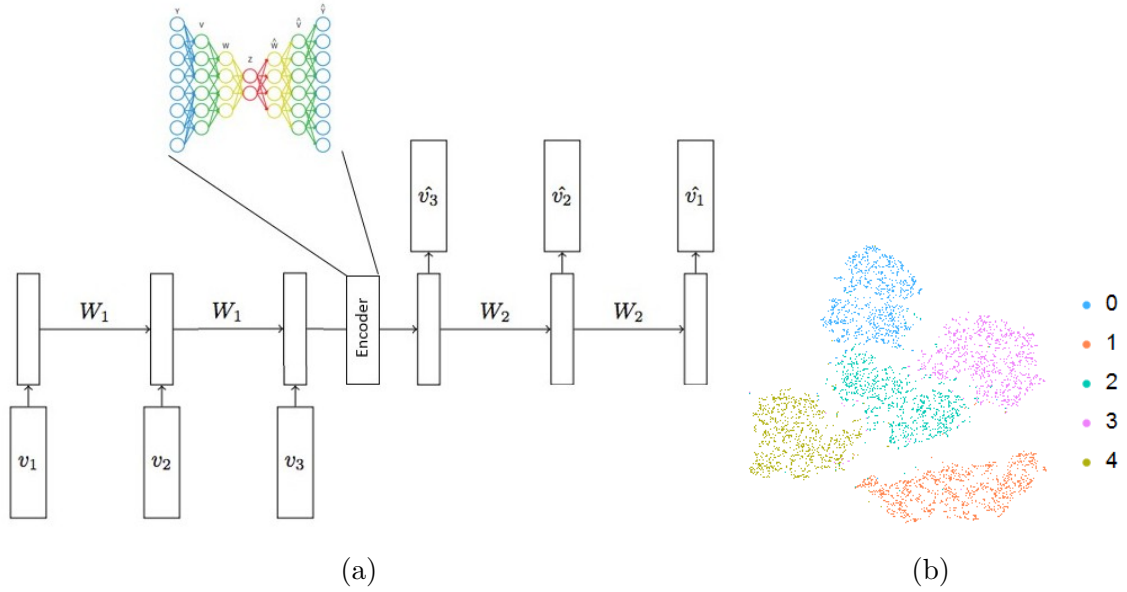 Y V W Z Ŵ V̂ Ŷ
v̂₃ v̂₂ v̂₁
W₁ W₁ Encoder W₂ W₂
v₁ v₂ v₃
0
1
2
3
4
(a) (b)